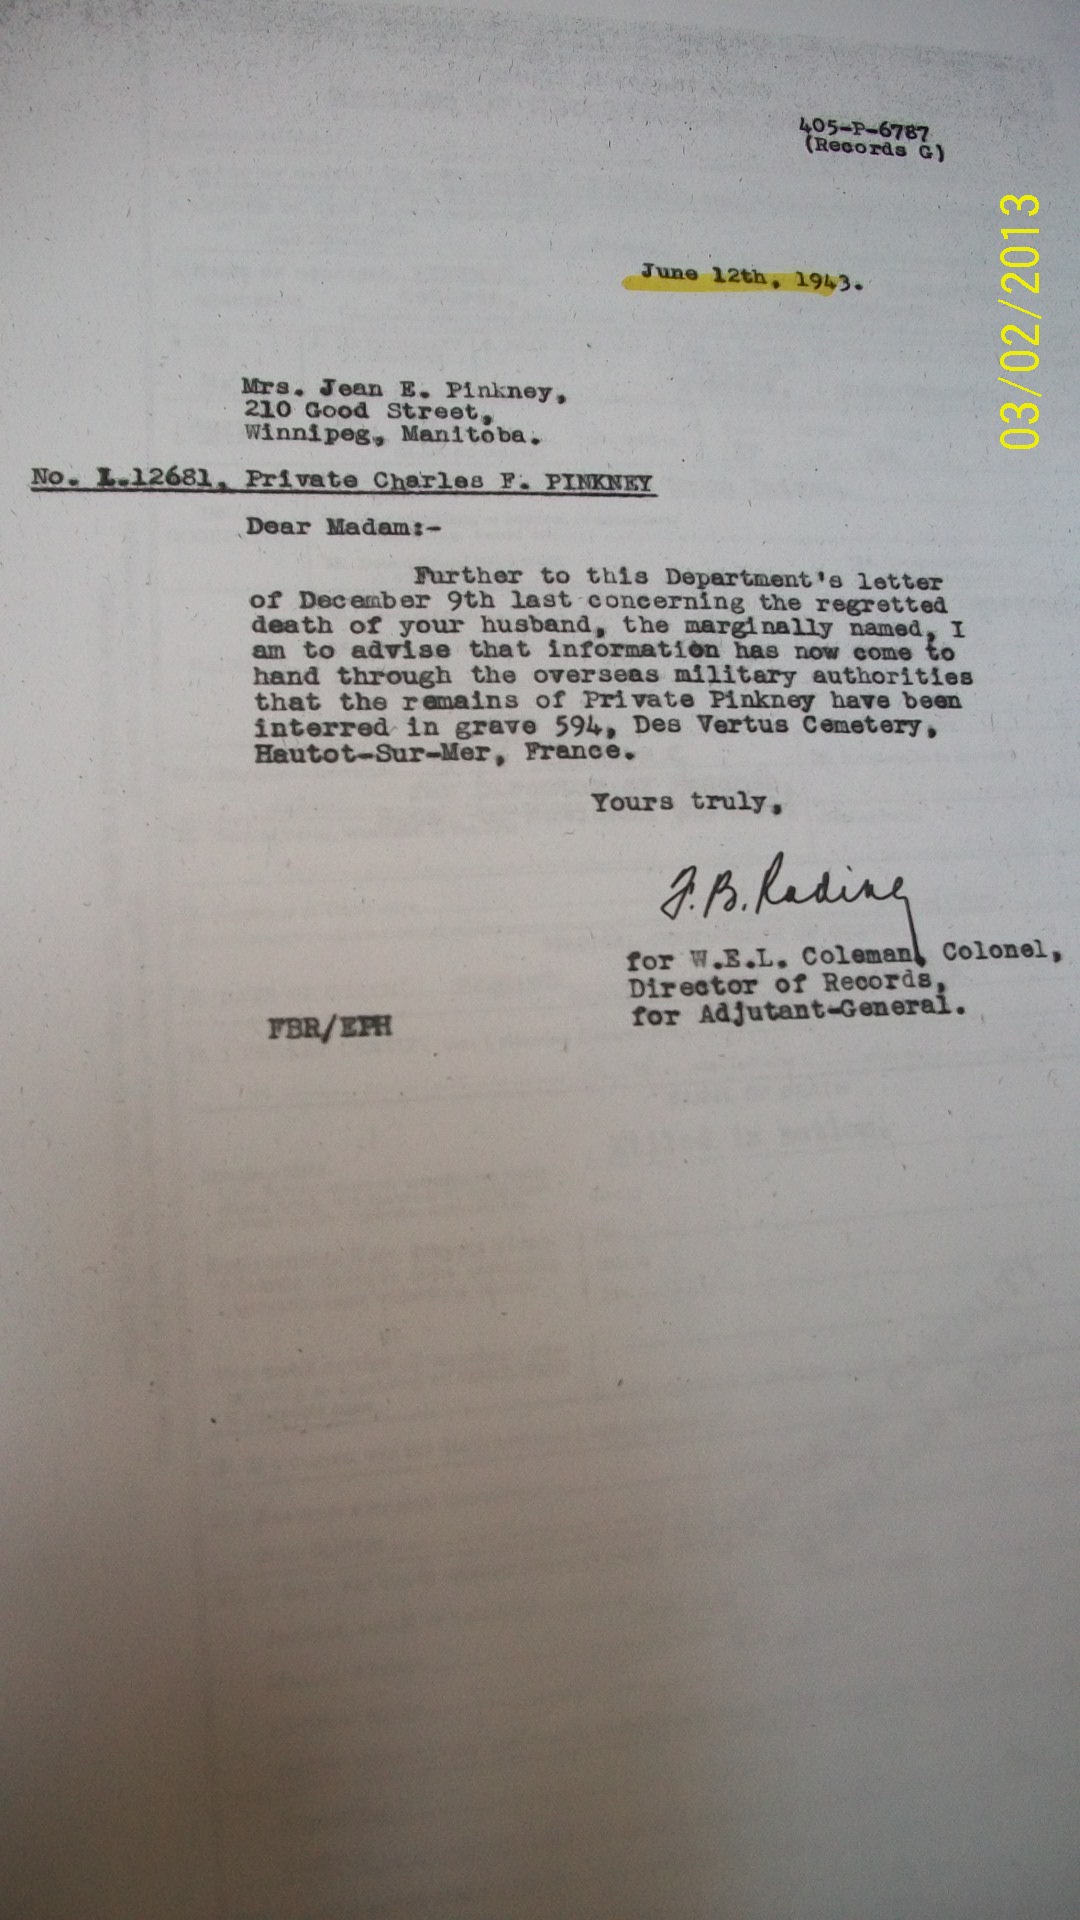 405-P-6787
(Records G)
03/02/2013
June 12th, 1943.
Mrs. Jean E. Pinkney,
210 Good Street,
Winnipeg, Manitoba.
No. L.12681, Private Charles F. PINKNEY
Dear Madam:-
Further to this Department's letter
of December 9th last concerning the regretted
death of your husband, the marginally named, I
am to advise that information has now come to
hand through the overseas military authorities
that the remains of Private Pinkney have been
interred in grave 594, Des Vertus Cemetery,
Hautot-Sur-Mer, France.
Yours truly,
F.B. Rading
for W.E.L. Coleman, Colonel,
Director of Records,
for Adjutant-General.
FBR/EPH